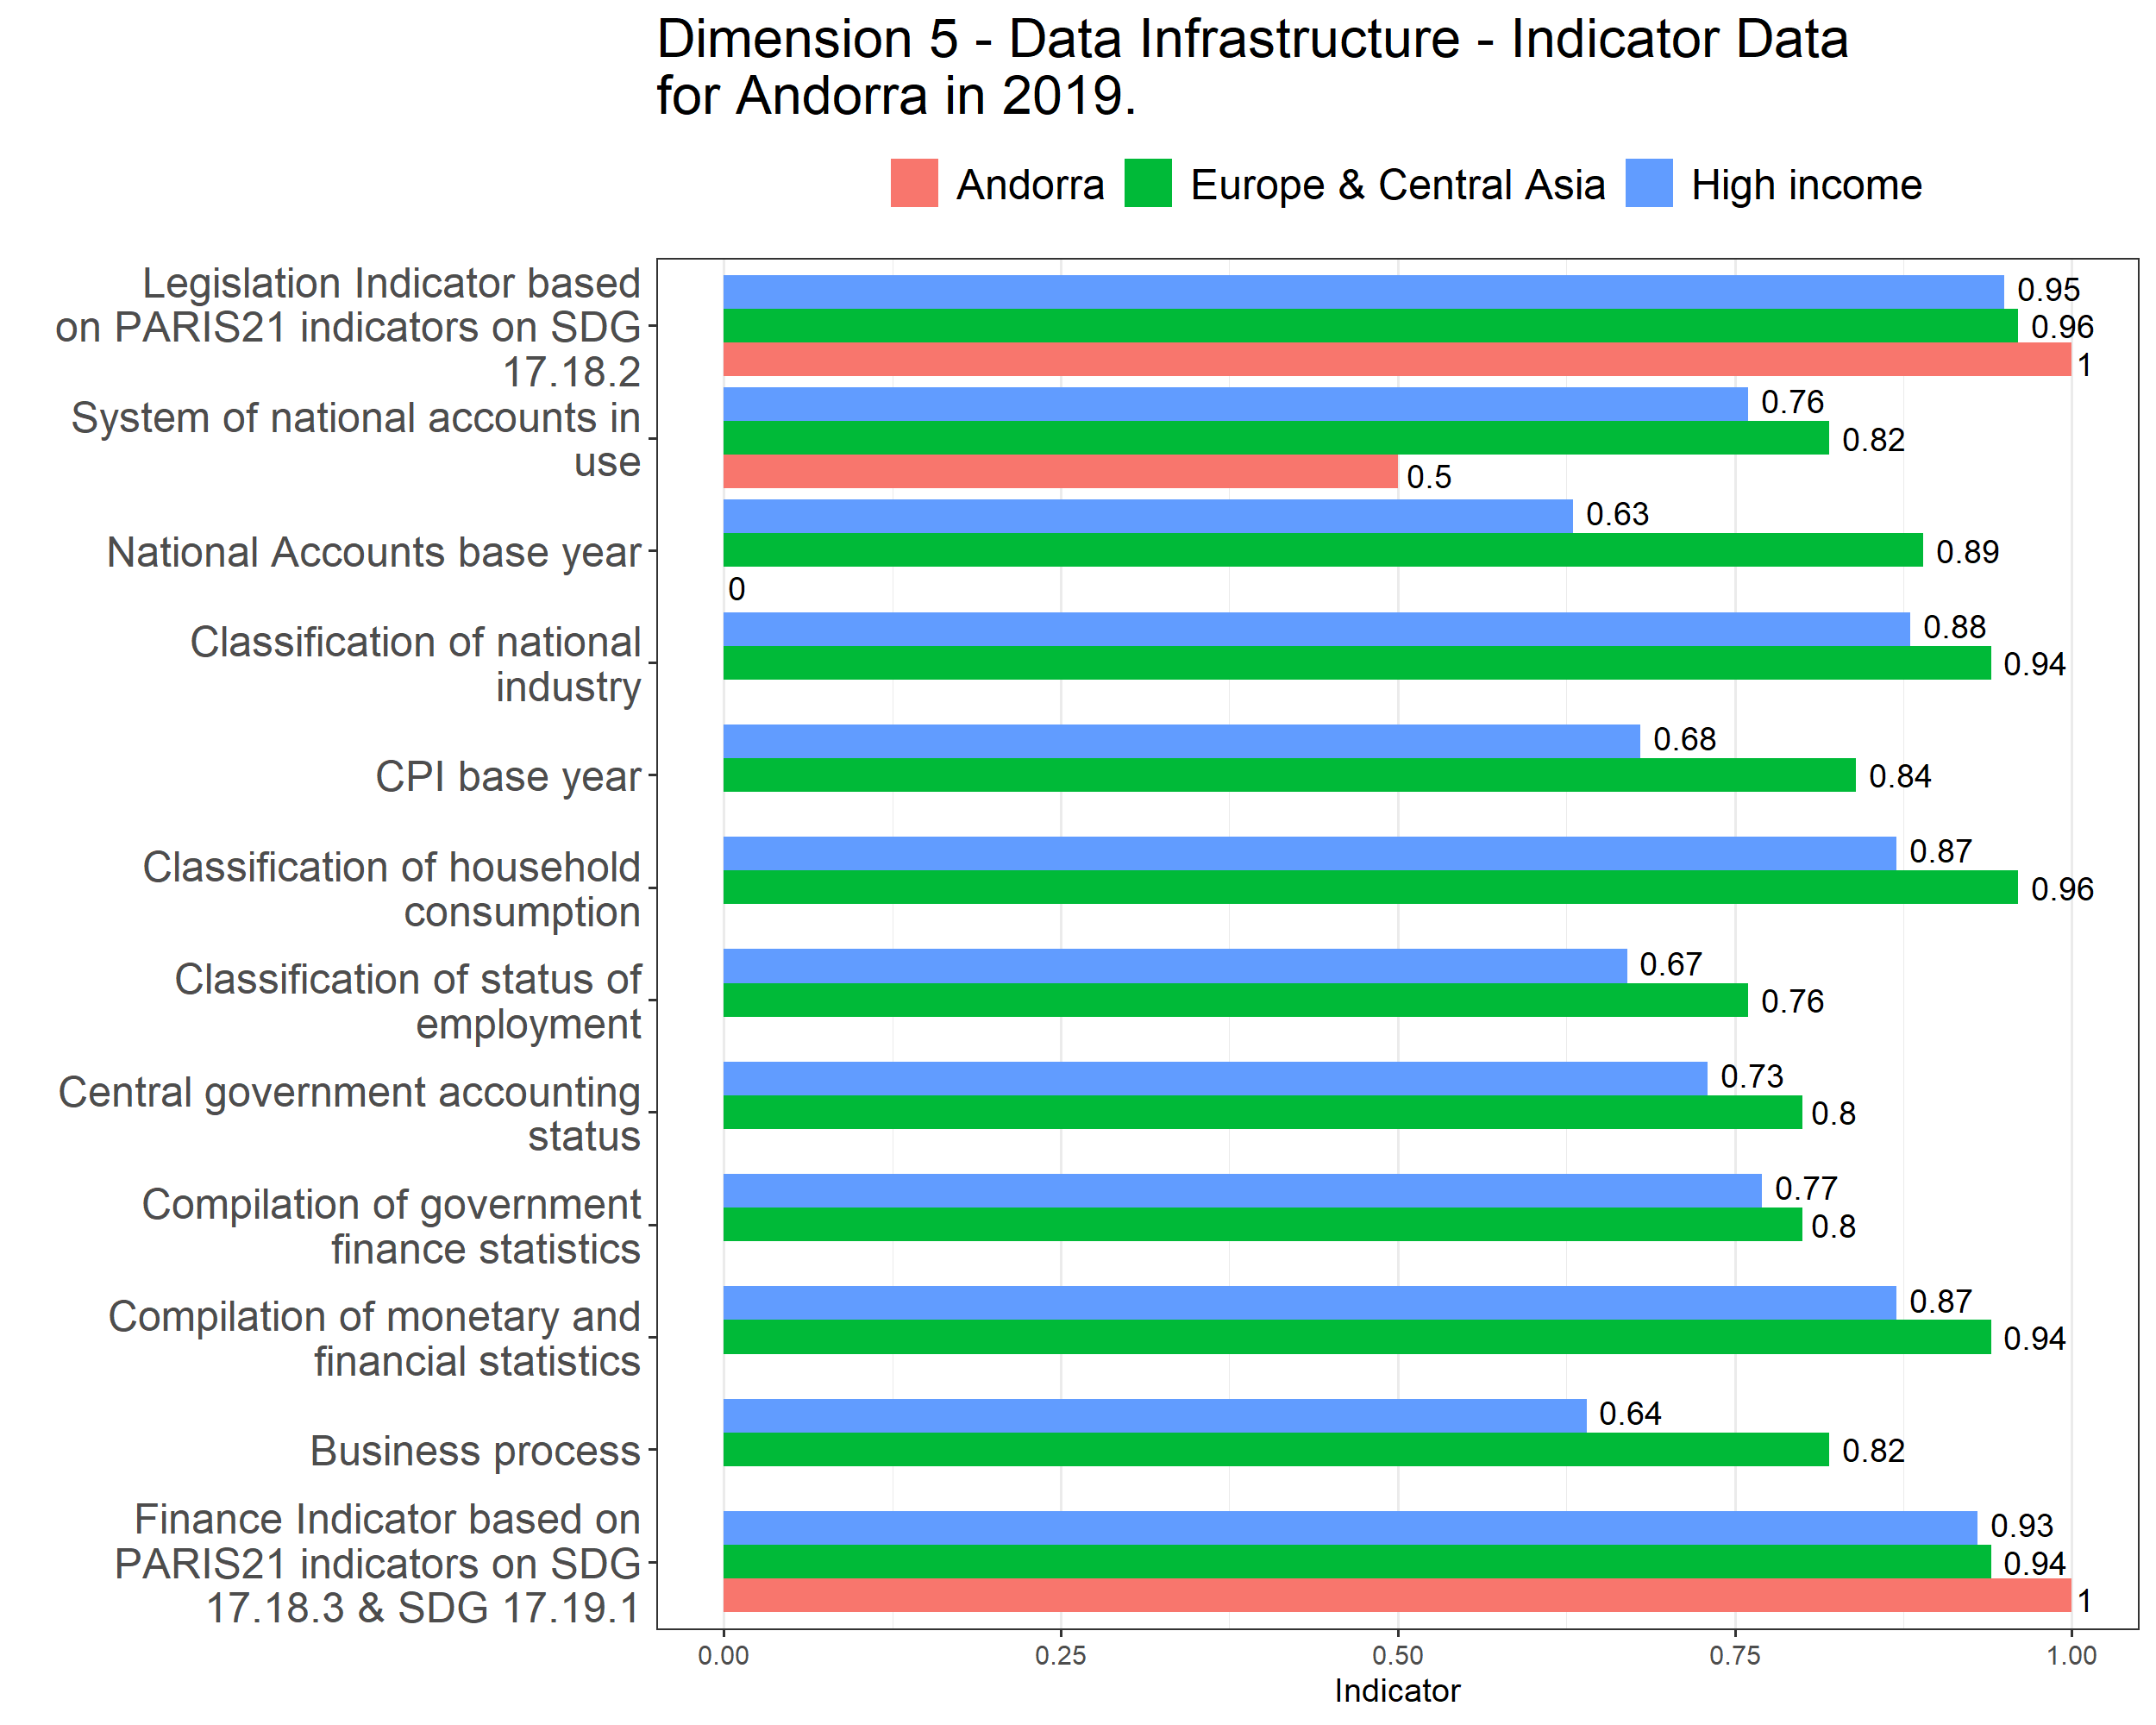 Dimension 5 - Data Infrastructure - Indicator Data
for Andorra in 2019.
Andorra
Europe & Central Asia
High income
Legislation Indicator based
on PARIS21 indicators on SDG
17.18.2
0.95
0.96
1
System of national accounts in
use
0.76
0.82
0.5
National Accounts base year
0.63
0.89
0
Classification of national
industry
0.88
0.94
CPI base year
0.68
0.84
Classification of household
consumption
0.87
0.96
Classification of status of
employment
0.67
0.76
Central government accounting
status
0.73
0.8
Compilation of government
finance statistics
0.77
0.8
Compilation of monetary and
financial statistics
0.87
0.94
Business process
0.64
0.82
Finance Indicator based on
PARIS21 indicators on SDG
17.18.3 & SDG 17.19.1
0.93
0.94
1
0.00
0.25
0.50
0.75
1.00
Indicator